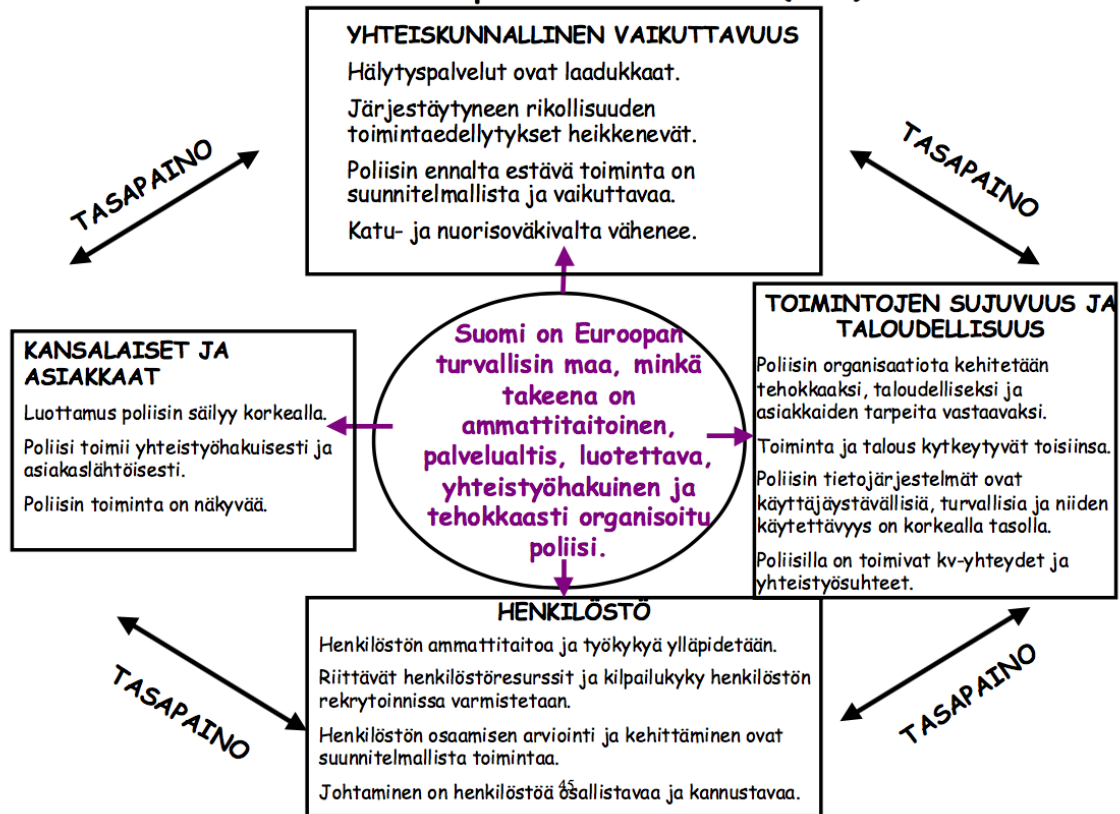 YHTEISKUNNALLINEN VAIKUTTAVUUS
Hälytyspalvelut ovat laadukkaat.
Järjestäytyneen rikollisuuden
toimintaedellytykset heikkenevät.
Poliisin ennalta estävä toiminta on
suunnitelmallista ja vaikuttavaa.
Katu- ja nuorisoväkivalta vähenee.
TASAPAINO
TASAPAINO
KANSALAISET JA
ASIAKKAAT
Luottamus poliisin säilyy korkealla.
Poliisi toimii yhteistyöhakuisesti ja
asiakaslähtöisesti.
Poliisin toiminta on näkyvää.
Suomi on Euroopan
turvallisin maa, minkä
takeena on
ammattitaitoinen,
palvelualtis, luotettava,
yhteistyöhakuinen ja
tehokkaasti organisoitu
poliisi.
TOIMINTOJEN SUJUVUUS JA
TALOUDELLISUUS
Poliisin organisaatiota kehitetään
tehokkaaksi, taloudelliseksi ja
asiakkaiden tarpeita vastaavaksi.
Toiminta ja talous kytkeytyvät toisiinsa.
Poliisin tietojärjestelmät ovat
käyttäjäystävällisiä, turvallisia ja niiden
käytettävyys on korkealla tasolla.
Poliisilla on toimivat kv-yhteydet ja
yhteistyösuhteet.
HENKILÖSTÖ
Henkilöstön ammattitaitoa ja työkykyä ylläpidetään.
Riittävät henkilöstöresurssit ja kilpailukyky henkilöstön
rekrytoinnissa varmistetaan.
Henkilöstön osaamisen arviointi ja kehittäminen ovat
suunnitelmallista toimintaa.
Johtaminen on henkilöstöä osallistavaa ja kannustavaa.
45
TASAPAINO
TASAPAINO